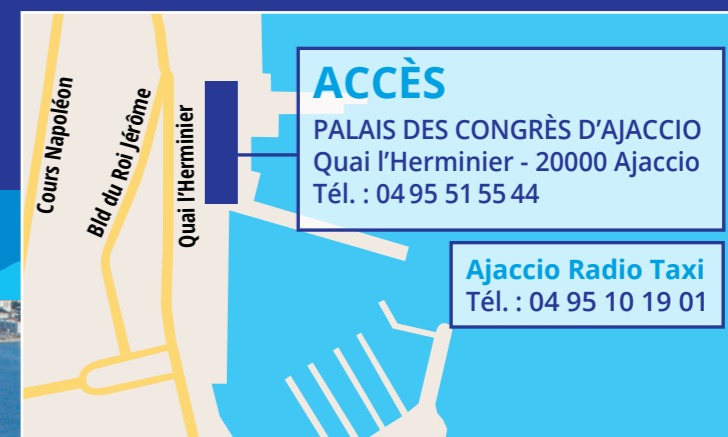 Cours Napoléon
Bld du Roi Jérôme
Quai l'Herminier
ACCÈS
PALAIS DES CONGRÈS D'AJACCIO
Quai l'Herminier - 20000 Ajaccio
Tél. : 04 95 51 55 44
Ajaccio Radio Taxi
Tél. : 04 95 10 19 01